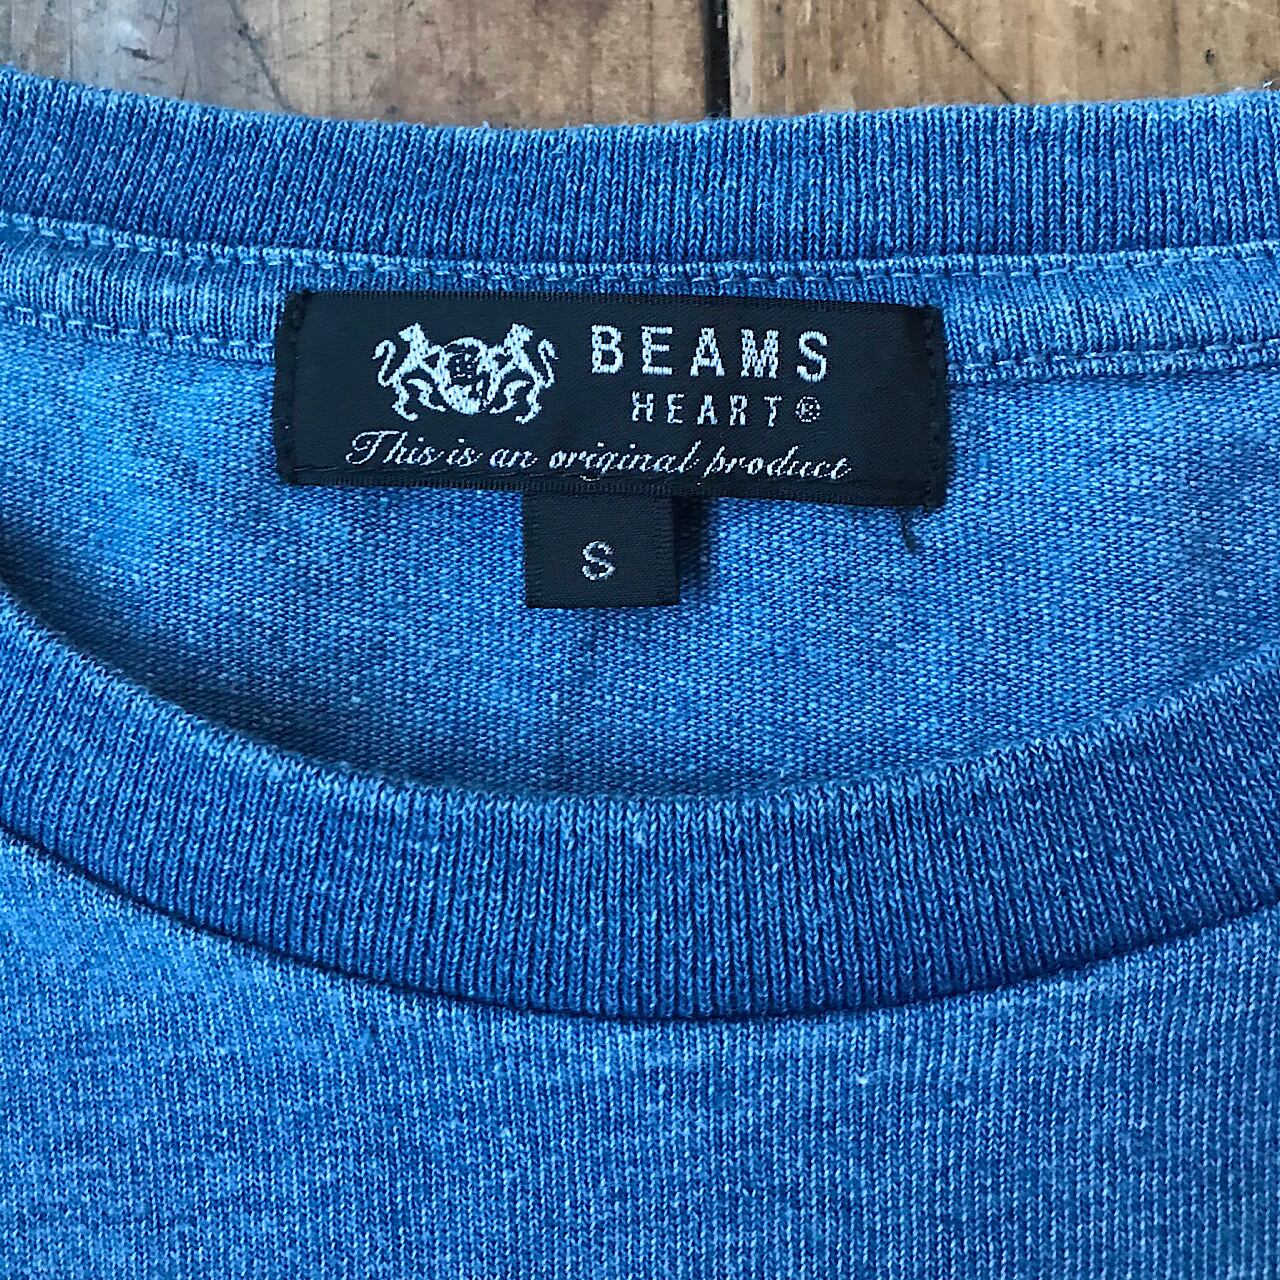 BEAMS
HEART®
This is an original product
S